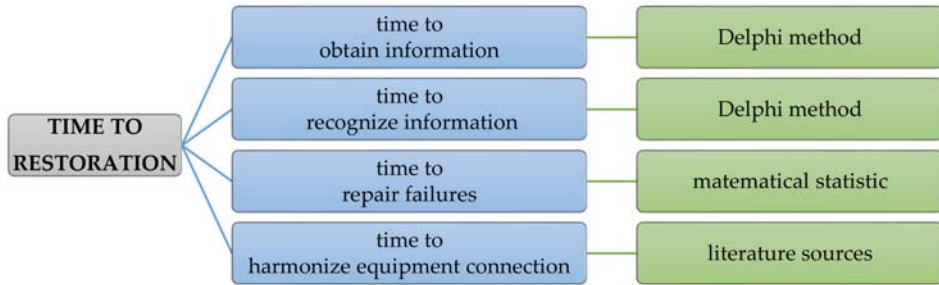 TIME TO
RESTORATION
time to
obtain information
Delphi method
time to
recognize information
Delphi method
time to
repair failures
matematical statistic
time to
harmonize equipment connection
literature sources